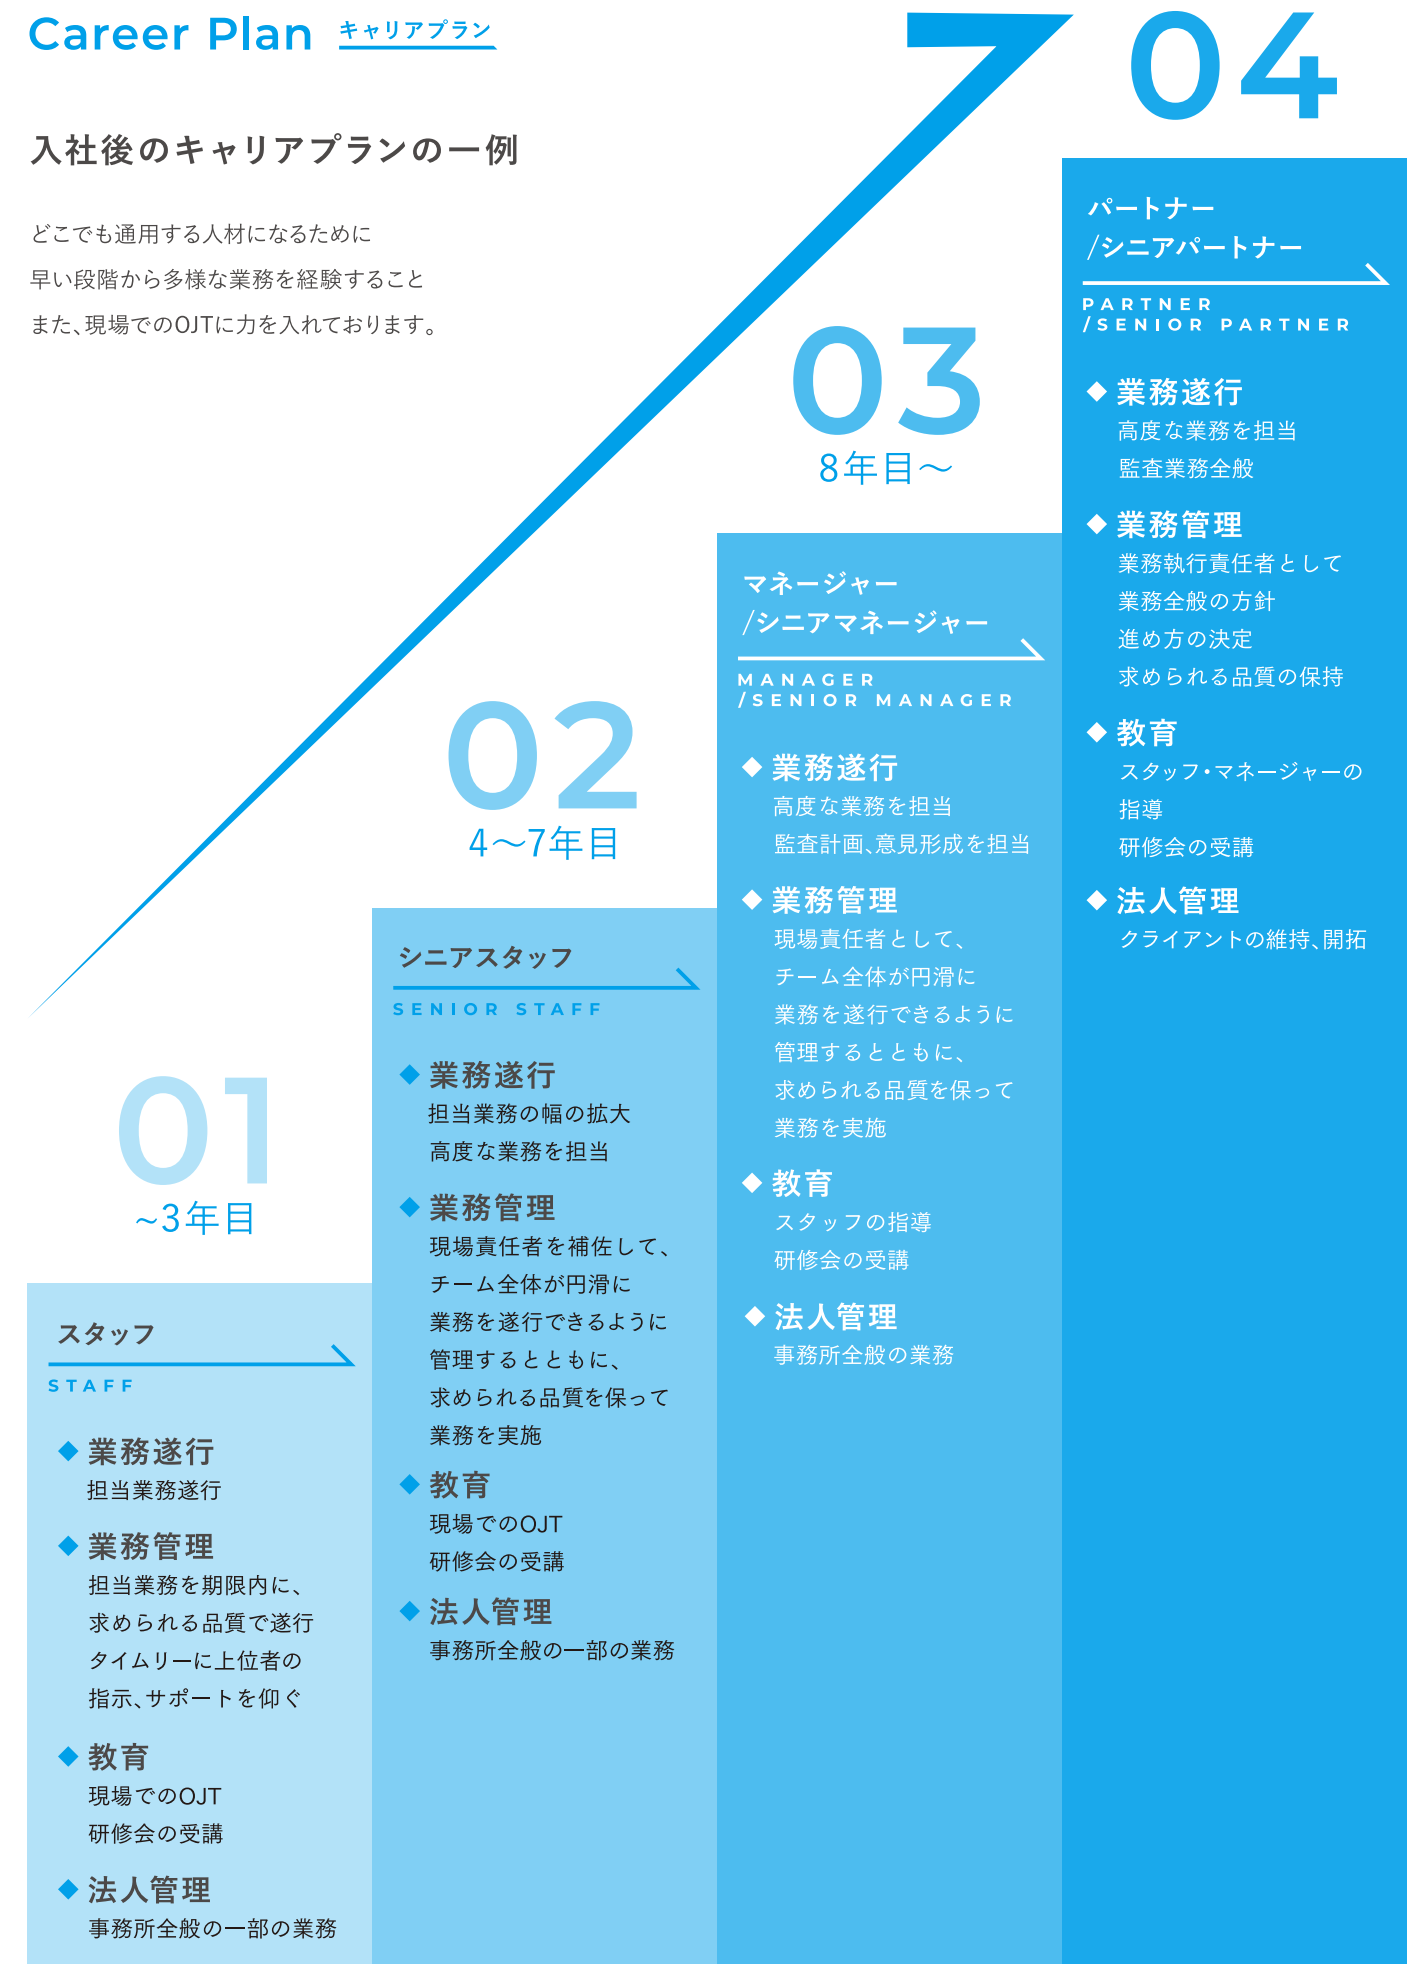 Career Plan キャリアプラン
入社後のキャリアプランの一例
どこでも通用する人材になるために
早い段階から多様な業務を経験すること
また、現場でのOJTに力を入れております。
01
~3年目
スタッフ
STAFF
◆ 業務遂行
担当業務遂行
◆ 業務管理
担当業務を期限内に、
求められる品質で遂行
タイムリーに上位者の
指示、サポートを仰ぐ
◆ 教育
現場でのOJT
研修会の受講
◆ 法人管理
事務所全般の一部の業務
02
4〜7年目
シニアスタッフ
SENIOR STAFF
◆ 業務遂行
担当業務の幅の拡大
高度な業務を担当
◆ 業務管理
現場責任者を補佐して、
チーム全体が円滑に
業務を遂行できるように
管理するとともに、
求められる品質を保って
業務を実施
◆ 教育
現場でのOJT
研修会の受講
◆ 法人管理
事務所全般の一部の業務
03
8年目〜
マネージャー
/シニアマネージャー
MANAGER
/SENIOR MANAGER
◆ 業務遂行
高度な業務を担当
監査計画、意見形成を担当
◆ 業務管理
現場責任者として、
チーム全体が円滑に
業務を遂行できるように
管理するとともに、
求められる品質を保って
業務を実施
◆ 教育
スタッフの指導
研修会の受講
◆ 法人管理
事務所全般の業務
04
パートナー
/シニアパートナー
PARTNER
/SENIOR PARTNER
◆ 業務遂行
高度な業務を担当
監査業務全般
◆ 業務管理
業務執行責任者として
業務全般の方針
進め方の決定
求められる品質の保持
◆ 教育
スタッフ・マネージャーの
指導
研修会の受講
◆ 法人管理
クライアントの維持、開拓